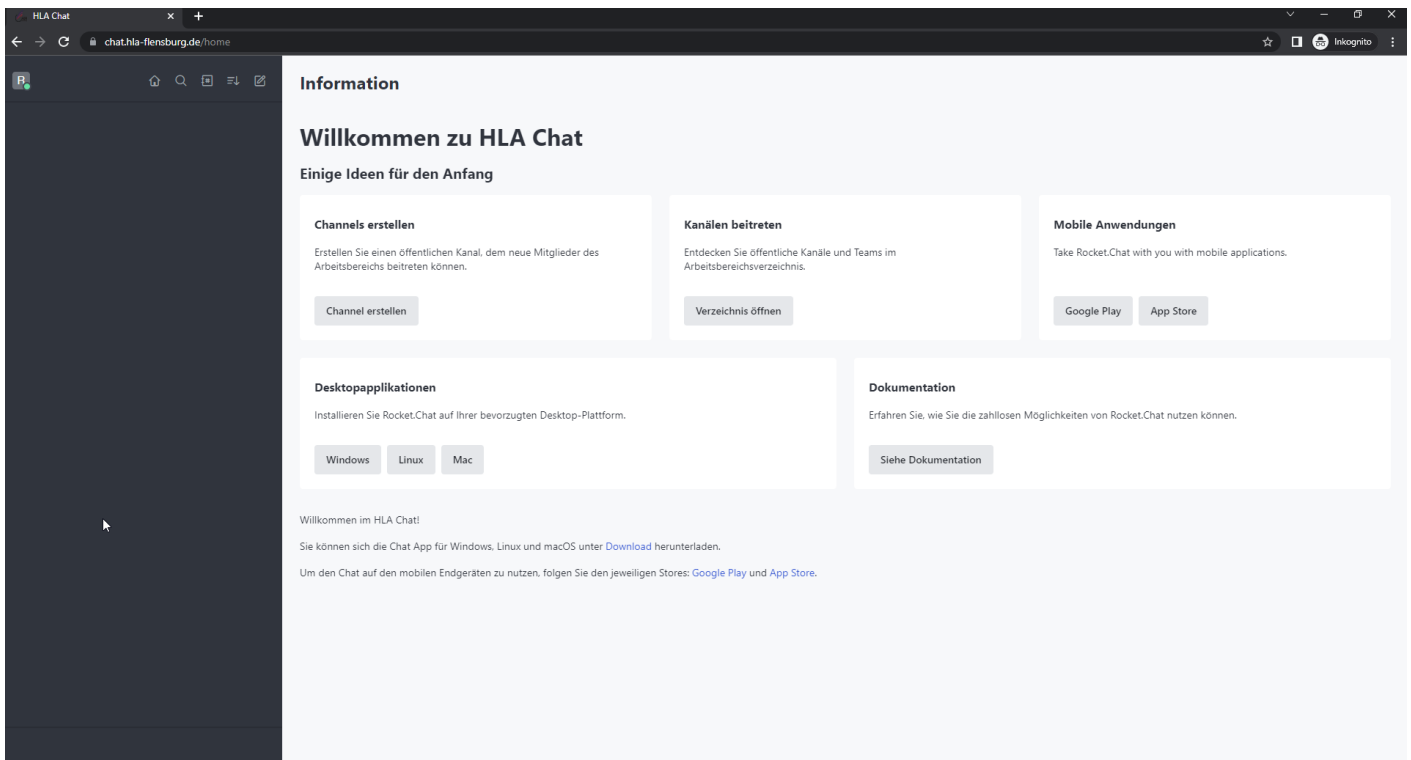 HLA Chat
chat.hla-flensburg.de/home
Inkognito
R
Information
Willkommen zu HLA Chat
Einige Ideen für den Anfang
Channels erstellen
Erstellen Sie einen öffentlichen Kanal, dem neue Mitglieder des
Arbeitsbereichs beitreten können.
Channel erstellen
Kanälen beitreten
Entdecken Sie öffentliche Kanäle und Teams im
Arbeitsbereichsverzeichnis.
Verzeichnis öffnen
Mobile Anwendungen
Take Rocket.Chat with you with mobile applications.
Google Play App Store
Desktopapplikationen
Installieren Sie Rocket.Chat auf Ihrer bevorzugten Desktop-Plattform.
Windows Linux Mac
Dokumentation
Erfahren Sie, wie Sie die zahllosen Möglichkeiten von Rocket.Chat nutzen können.
Siehe Dokumentation
Willkommen im HLA Chat!
Sie können sich die Chat App für Windows, Linux und macOS unter Download herunterladen.
Um den Chat auf den mobilen Endgeräten zu nutzen, folgen Sie den jeweiligen Stores: Google Play und App Store.